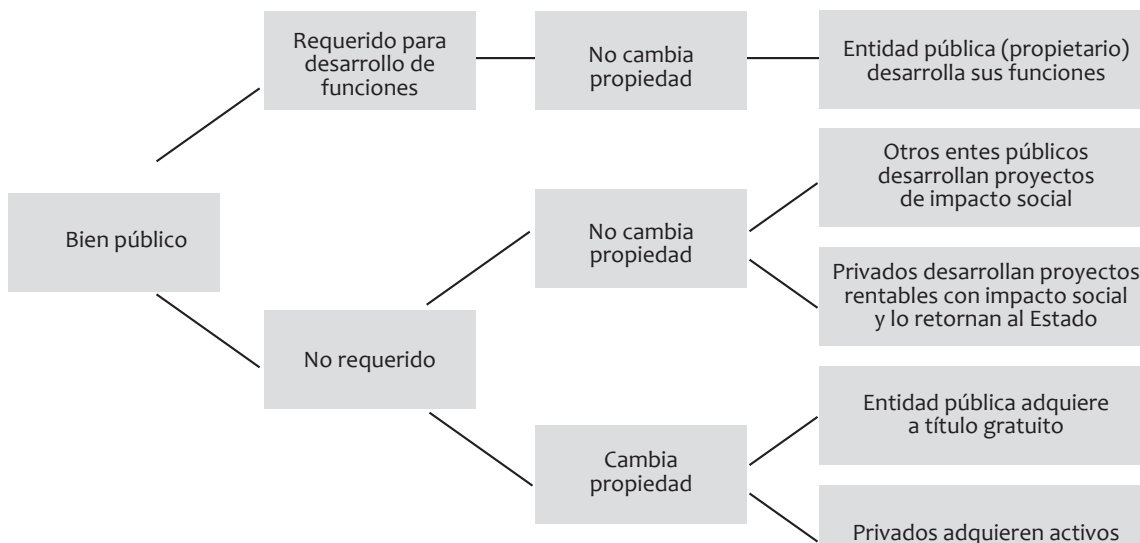 Requerido para
desarrollo de
funciones
No cambia
propiedad
Entidad pública (propietario)
desarrolla sus funciones
Otros entes públicos
desarrollan proyectos
de impacto social
Bien público
No cambia
propiedad
Privados desarrollan proyectos
rentables con impacto social
y lo retornan al Estado
No requerido
Entidad pública adquiere
a título gratuito
Cambia
propiedad
Privados adquieren activos